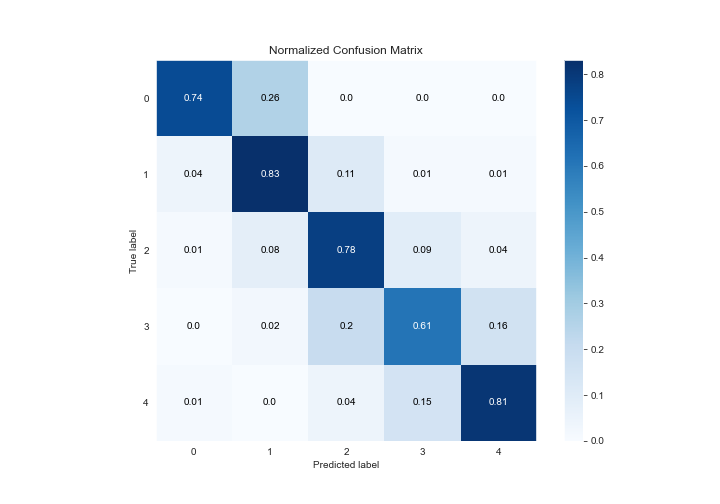 Normalized Confusion Matrix
0 0.74 0.26 0.0 0.0 0.0
1 0.04 0.83 0.11 0.01 0.01
2 0.01 0.08 0.78 0.09 0.04
3 0.0 0.02 0.2 0.61 0.16
4 0.01 0.0 0.04 0.15 0.81
0 1 2 3 4
Predicted label
True label
0.8
0.7
0.6
0.5
0.4
0.3
0.2
0.1
0.0